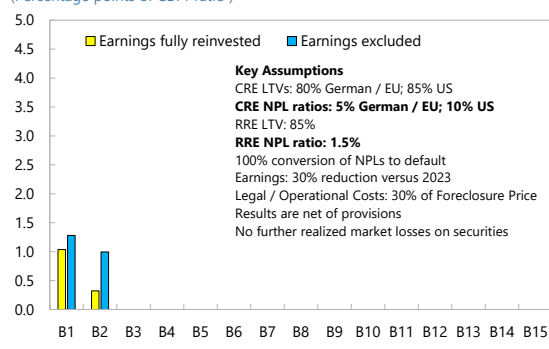 Earnings fully reinvested
Earnings excluded
Key Assumptions
CRE LTVs: 80% German / EU; 85% US
CRE NPL ratios: 5% German / EU; 10% US
RRE LTV: 85%
RRE NPL ratio: 1.5%
100% conversion of NPLs to default
Earnings: 30% reduction versus 2023
Legal / Operational Costs: 30% of Foreclosure Price
Results are net of provisions
No further realized market losses on securities
5.0
4.5
4.0
3.5
3.0
2.5
2.0
1.5
1.0
0.5
0.0
B1 B2 B3 B4 B5 B6 B7 B8 B9 B10 B11 B12 B13 B14 B15